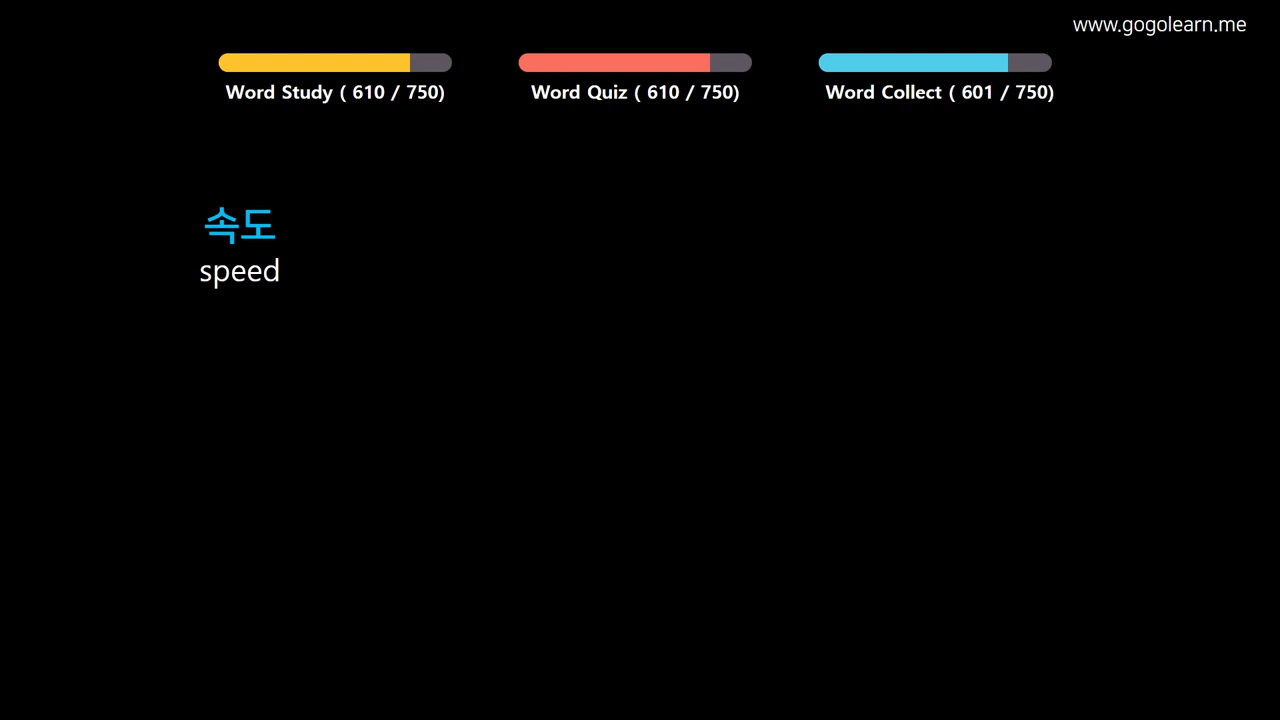 www.gogolearn.me
Word Study ( 610 / 750)
Word Quiz ( 610 / 750)
Word Collect ( 601 / 750)
속도
speed